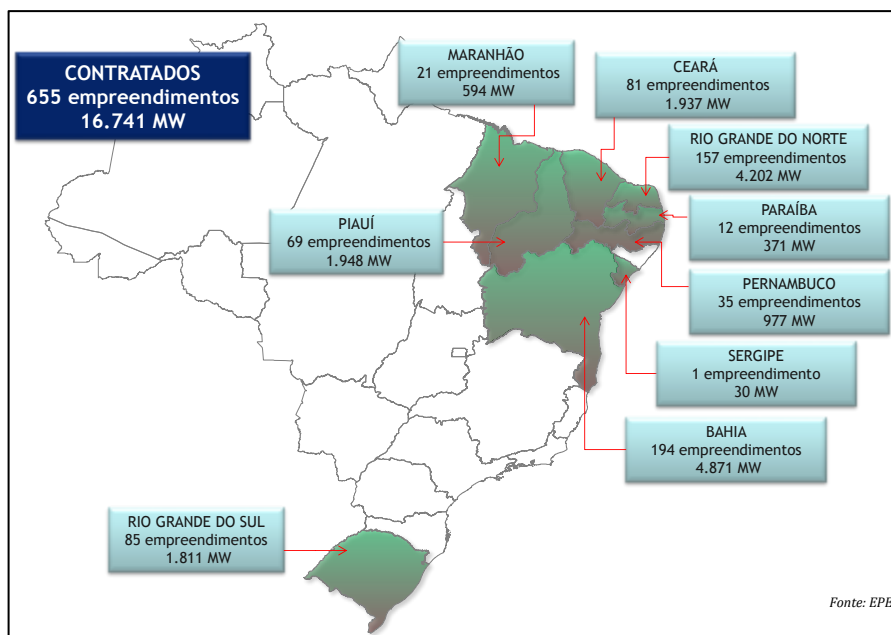 CONTRATADOS
655 empreendimentos
16.741 MW
MARANHÃO
21 empreendimentos
594 MW
CEARÁ
81 empreendimentos
1.937 MW
RIO GRANDE DO NORTE
157 empreendimentos
4.202 MW
PIAUÍ
69 empreendimentos
1.948 MW
PARAÍBA
12 empreendimentos
371 MW
PERNAMBUCO
35 empreendimentos
977 MW
SERGIPE
1 empreendimento
30 MW
BAHIA
194 empreendimentos
4.871 MW
RIO GRANDE DO SUL
85 empreendimentos
1.811 MW
Fonte: EPE